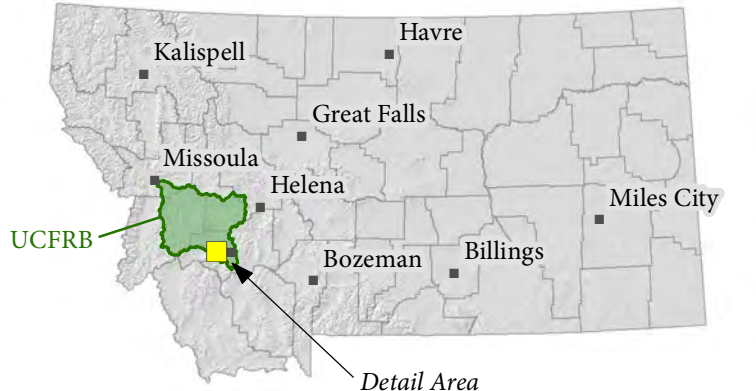 Havre
Kalispell
Great Falls
Missoula
Helena
Miles City
UCFRB
Bozeman
Billings
Detail Area